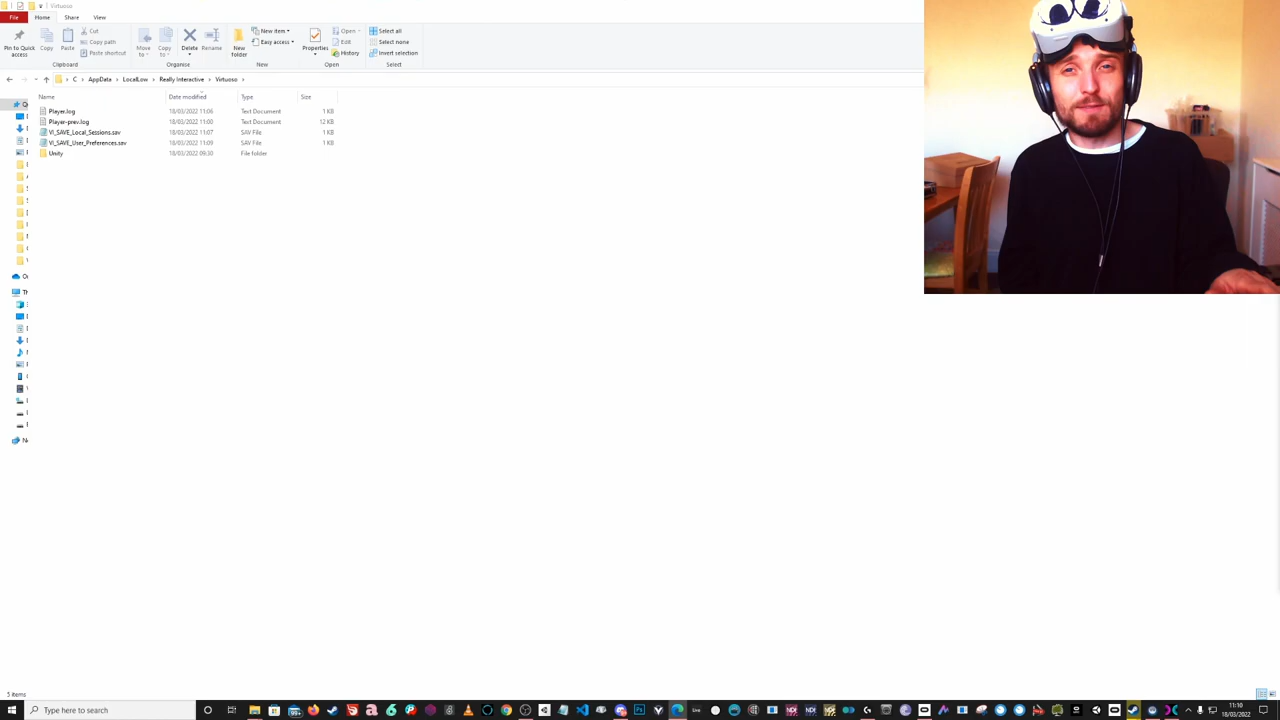 Virtuoso
File Home Share View
Pin to Quick access
Copy
Paste
Cut
Copy path
Paste shortcut
Clipboard
Move to
Copy to
Delete
Rename
Organise
New folder
New item
Easy access
New
Properties
Open
Edit
History
Open
Select all
Select none
Invert selection
Select
C AppData LocalLow Really Interactive Virtuoso
Name Date modified Type Size
Player.log 18/03/2022 11:06 Text Document 1 KB
Player-prev.log 18/03/2022 11:00 Text Document 12 KB
VI_SAVE_Local_Sessions.sav 18/03/2022 11:07 SAV File 1 KB
VI_SAVE_User_Preferences.sav 18/03/2022 11:09 SAV File 1 KB
Unity 18/03/2022 09:30 File folder
5 items
Type here to search
Live
11:10
18/03/2022